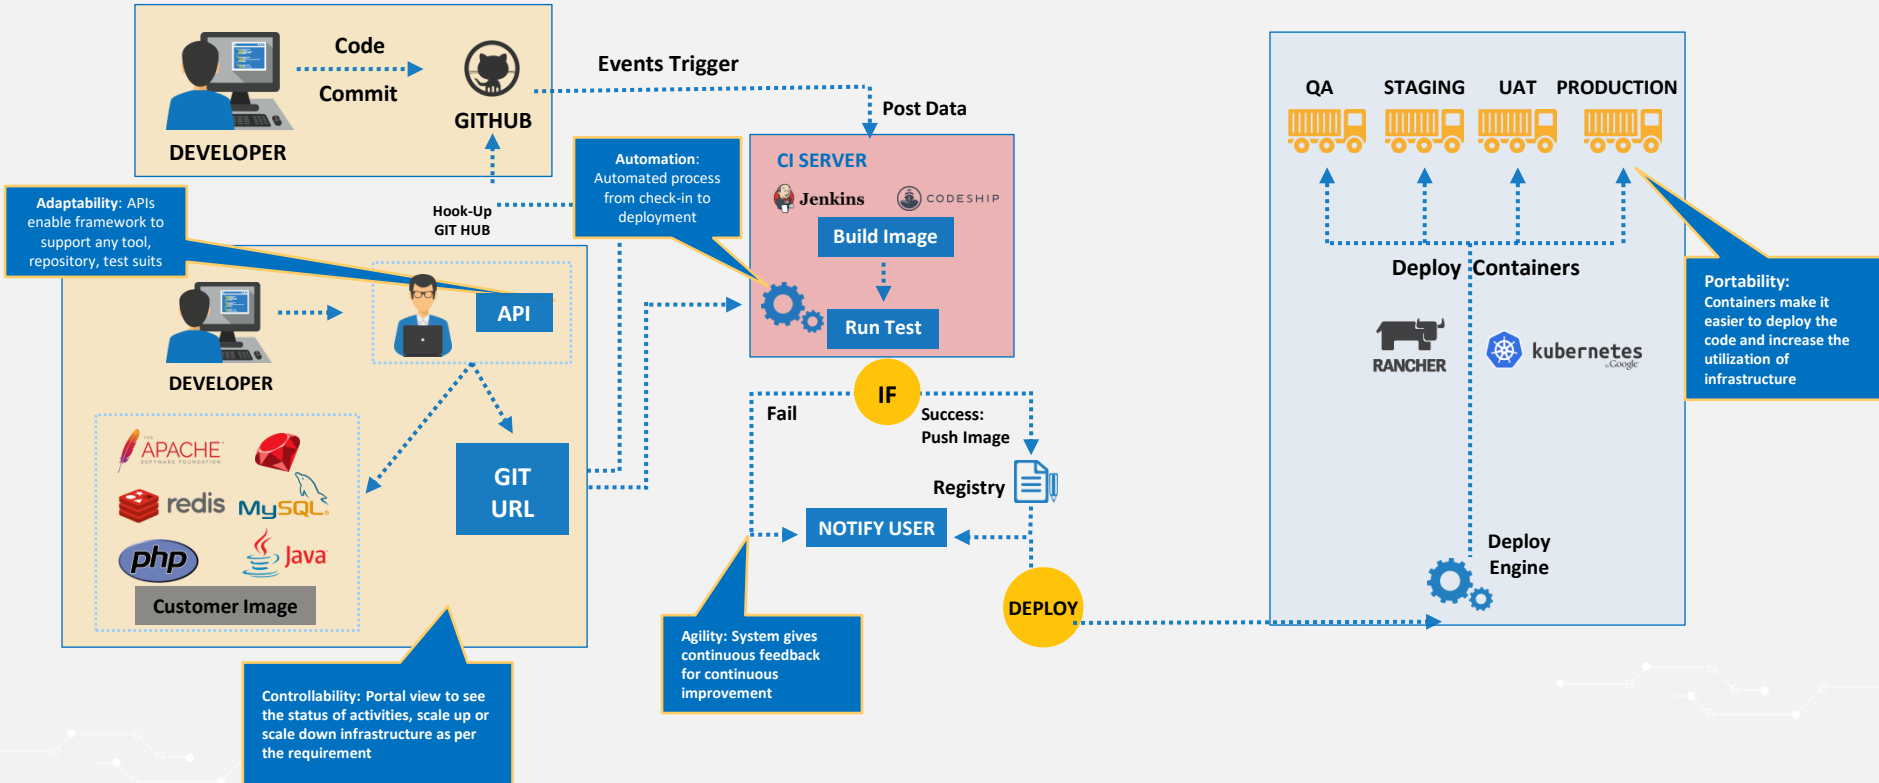 Code
Commit
DEVELOPER
GITHUB
Events Trigger
Post Data
Adaptability: APIs
enable framework to
support any tool,
repository, test suits
Hook-Up
GIT HUB
Automation:
Automated process
from check-in to
deployment
CI SERVER
Jenkins
CODESHIP
Build Image
Run Test
DEVELOPER
API
THE
APACHE
SOFTWARE FOUNDATION
redis
MySQL
php
Java
Customer Image
GIT
URL
IF
Fail
Success:
Push Image
Registry
NOTIFY USER
DEPLOY
Controllability: Portal view to see
the status of activities, scale up or
scale down infrastructure as per
the requirement
Agility: System gives
continuous feedback
for continuous
improvement
QA
STAGING
UAT
PRODUCTION
Deploy Containers
RANCHER
kubernetes
by Google
Deploy
Engine
Portability:
Containers make it
easier to deploy the
code and increase the
utilization of
infrastructure